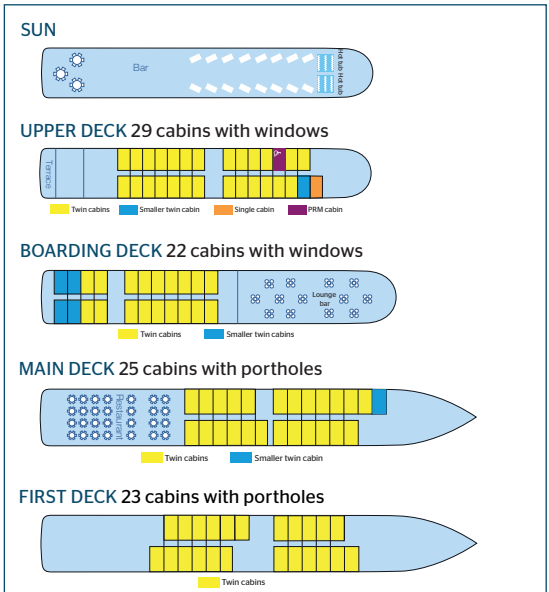 SUN
Bar
Hot tub Hot tub
UPPER DECK 29 cabins with windows
Terrace
Twin cabins Smaller twin cabin Single cabin PRM cabin
BOARDING DECK 22 cabins with windows
Lounge
bar
Twin cabins Smaller twin cabins
MAIN DECK 25 cabins with portholes
Restaurant
Twin cabins Smaller twin cabin
FIRST DECK 23 cabins with portholes
Twin cabins